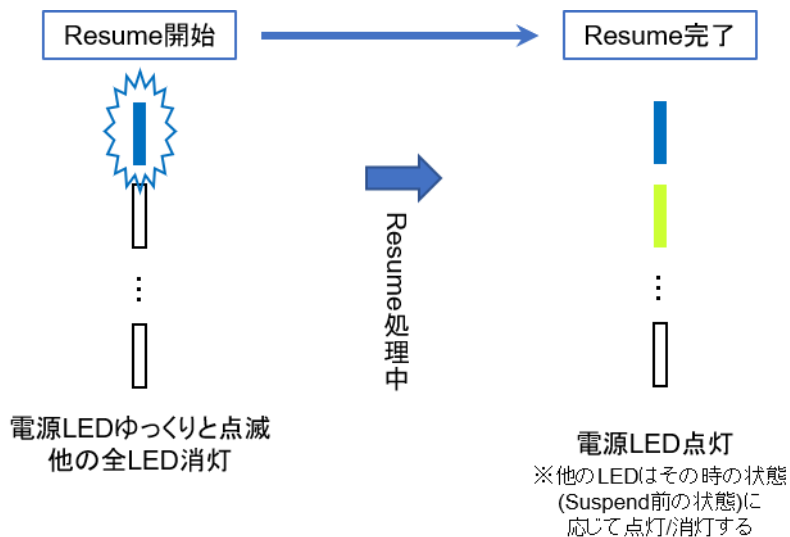 Resume開始
Resume完了
Resume処理中
電源LEDゆっくりと点滅
他の全LED消灯
電源LED点灯
※他のLEDはその時の状態
(Suspend前の状態)に
応じて点灯/消灯する